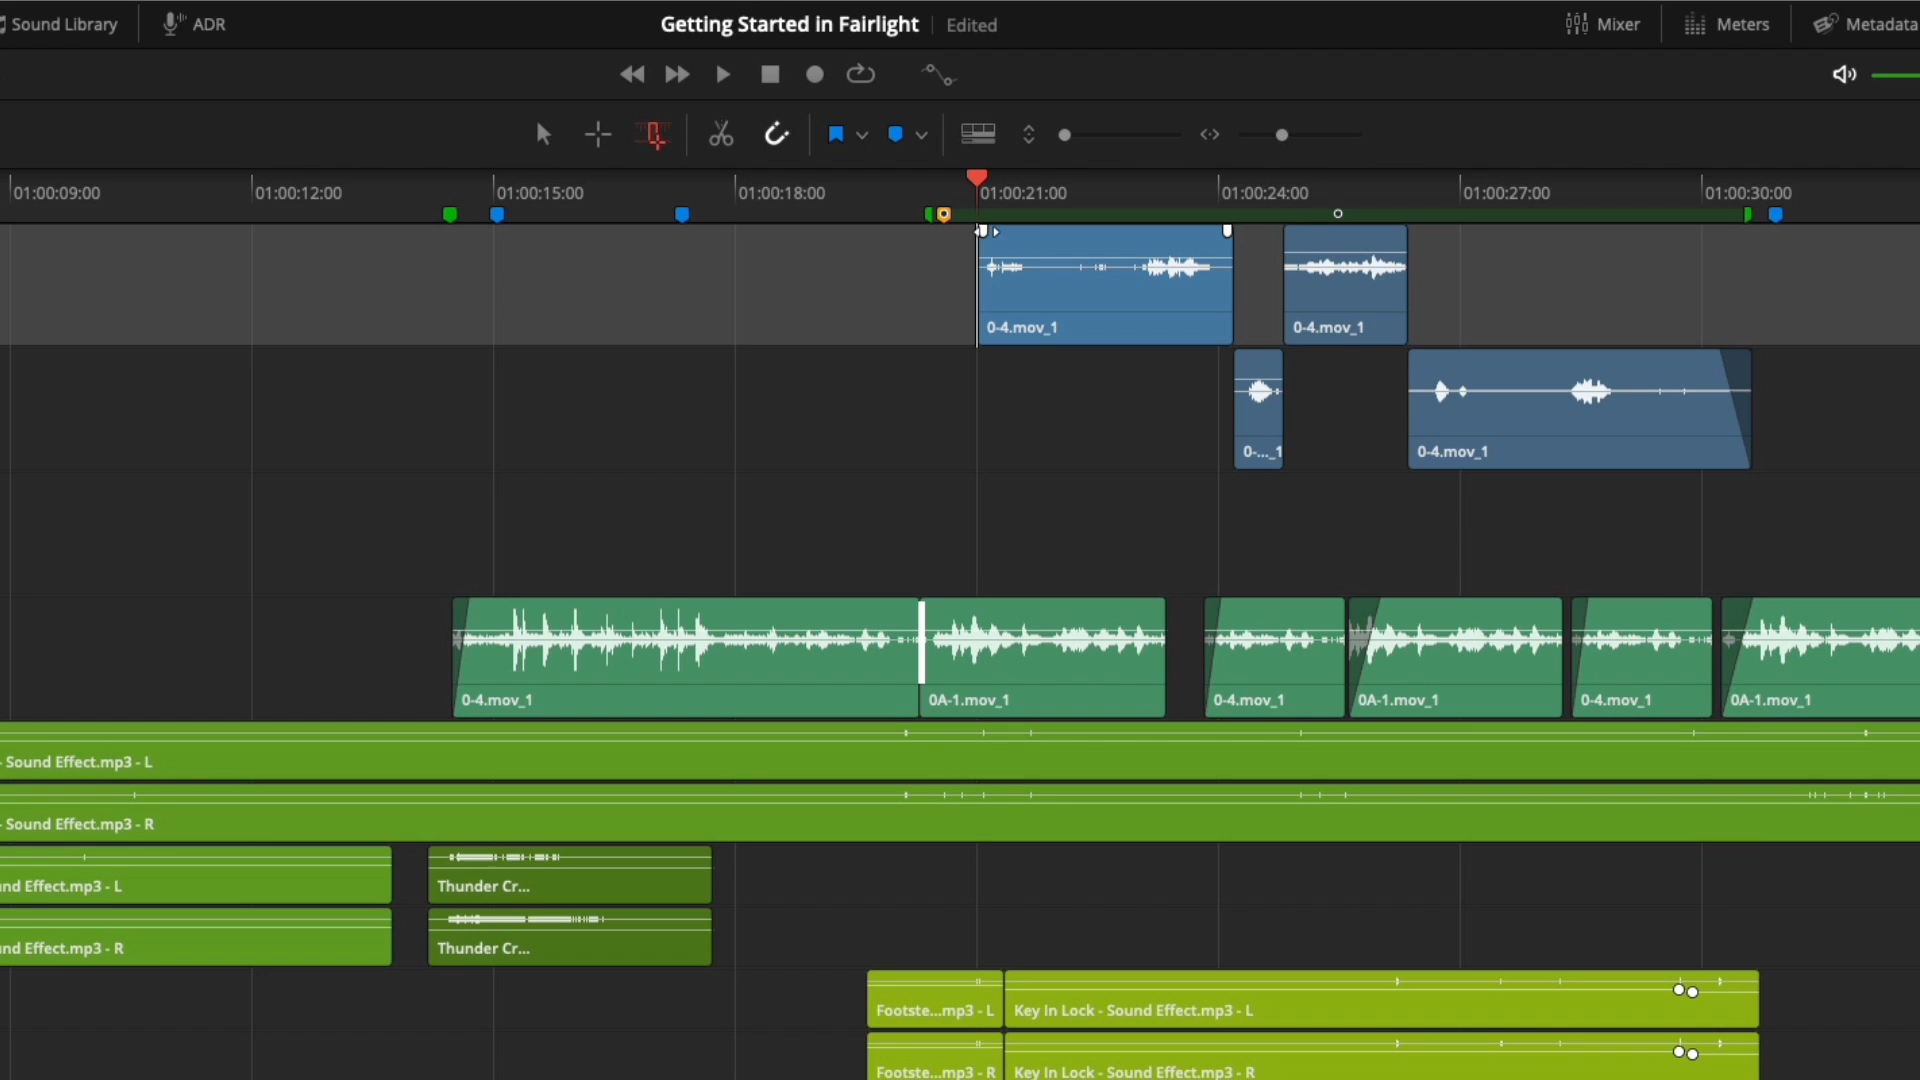 Sound Library
ADR
Getting Started in Fairlight
Edited
Mixer
Meters
Metadata
01:00:09:00
01:00:12:00
01:00:15:00
01:00:18:00
01:00:21:00
01:00:24:00
01:00:27:00
01:00:30:00
0-4.mov_1
0-4.mov_1
0-..._1
0-4.mov_1
0-4.mov_1
0A-1.mov_1
0-4.mov_1
0A-1.mov_1
0-4.mov_1
0A-1.mov_1
- Sound Effect.mp3 - L
- Sound Effect.mp3 - R
nd Effect.mp3 - L
Thunder Cr...
nd Effect.mp3 - R
Thunder Cr...
Footste...mp3 - L
Key In Lock - Sound Effect.mp3 - L
Footste...mp3 - R
Key In Lock - Sound Effect.mp3 - R